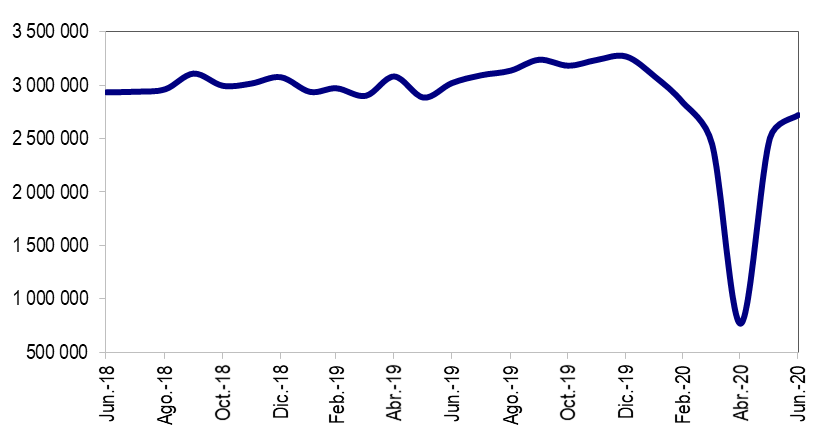 3 500 000
3 000 000
2 500 000
2 000 000
1 500 000
1 000 000
500 000
Jun.-18
Ago.-18
Oct.-18
Dic.-18
Feb.-19
Abr.-19
Jun.-19
Ago.-19
Oct.-19
Dic.-19
Feb.-20
Abr.-20
Jun.-20